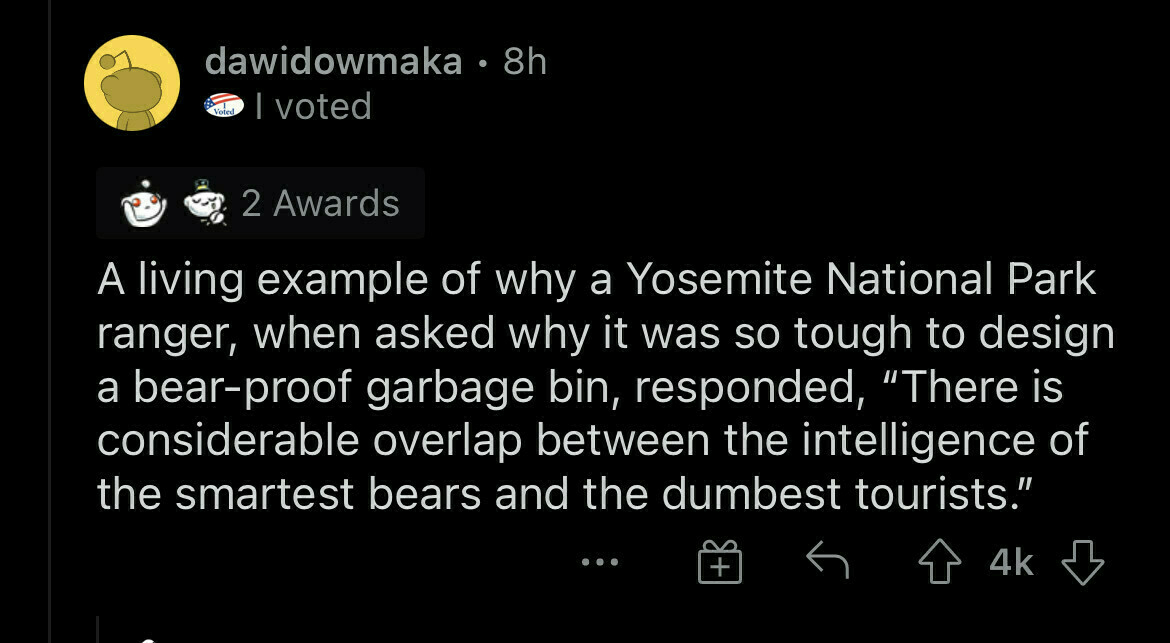 dawidowmaka • 8h
I Voted I voted
2 Awards
A living example of why a Yosemite National Park
ranger, when asked why it was so tough to design
a bear-proof garbage bin, responded, “There is
considerable overlap between the intelligence of
the smartest bears and the dumbest tourists.”
4k